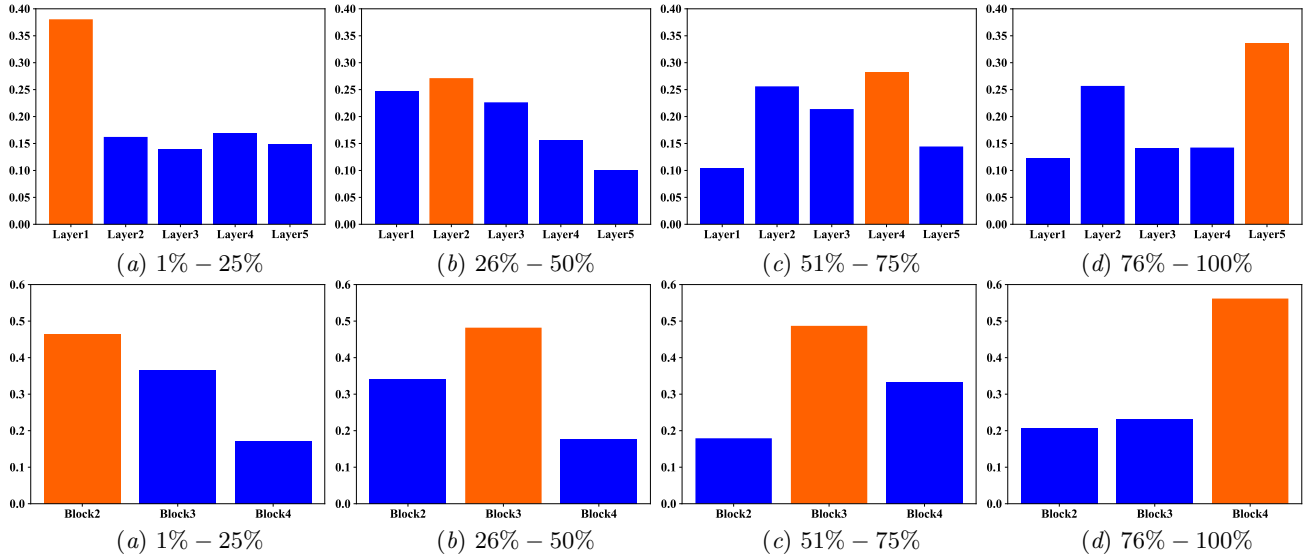 0.40 0.35 0.30 0.25 0.20 0.15 0.10 0.05 0.00
Layer1 Layer2 Layer3 Layer4 Layer5
(a) 1% − 25%
0.40 0.35 0.30 0.25 0.20 0.15 0.10 0.05 0.00
Layer1 Layer2 Layer3 Layer4 Layer5
(b) 26% − 50%
0.40 0.35 0.30 0.25 0.20 0.15 0.10 0.05 0.00
Layer1 Layer2 Layer3 Layer4 Layer5
(c) 51% − 75%
0.40 0.35 0.30 0.25 0.20 0.15 0.10 0.05 0.00
Layer1 Layer2 Layer3 Layer4 Layer5
(d) 76% − 100%
0.6 0.5 0.4 0.3 0.2 0.1 0.0
Block2 Block3 Block4
(a) 1% − 25%
0.6 0.5 0.4 0.3 0.2 0.1 0.0
Block2 Block3 Block4
(b) 26% − 50%
0.6 0.5 0.4 0.3 0.2 0.1 0.0
Block2 Block3 Block4
(c) 51% − 75%
0.6 0.5 0.4 0.3 0.2 0.1 0.0
Block2 Block3 Block4
(d) 76% − 100%